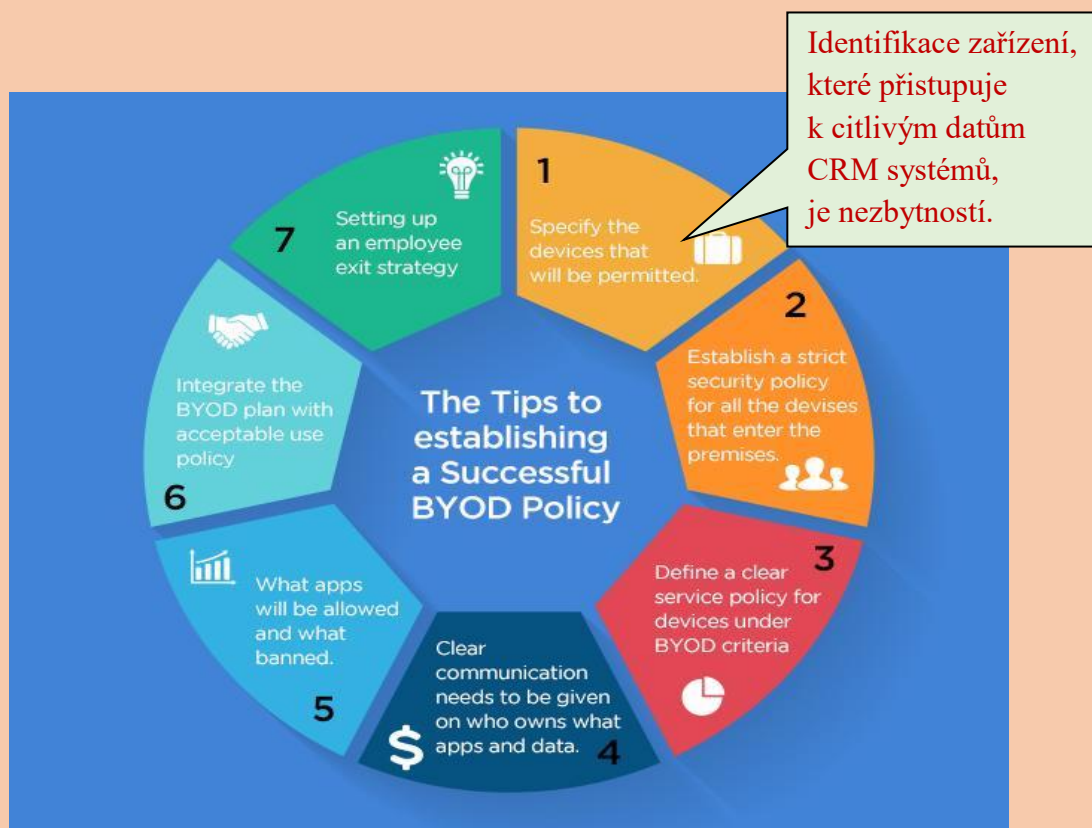 Identifikace zařízení,
které přistupuje
k citlivým datům
CRM systémů,
je nezbytností.
The Tips to
establishing
a Successful
BYOD Policy
1
Specify the
devices that
will be permitted.
2
Establish a strict
security policy
for all the devises
that enter the
premises.
3
Define a clear
service policy for
devices under
BYOD criteria
Clear
communication
needs to be given
on who owns what
apps and data.
4
What apps
will be allowed
and what
banned.
5
Integrate the
BYOD plan with
acceptable use
policy
6
7
Setting up
an employee
exit strategy
$